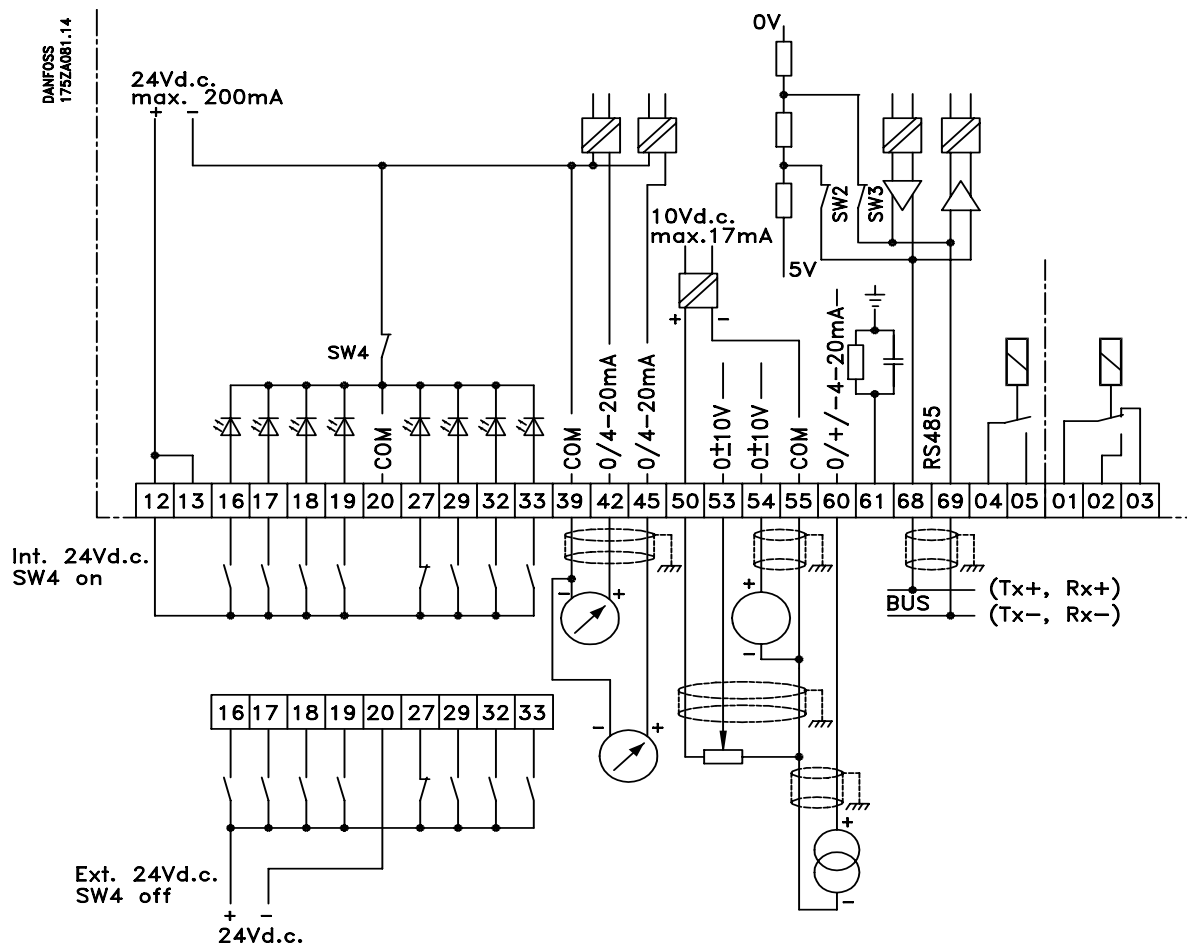 DANFOSS
175ZA081.14
24Vd.c.
max. 200mA
+ −
0V
SW2
SW3
10Vd.c.
max.17mA
5V
+ −
SW4
COM
COM
0/4−20mA
0/4−20mA
0±10V
0±10V
COM
0/+/−4−20mA
RS485
12 13 16 17 18 19 20 27 29 32 33 39 42 45 50 53 54 55 60 61 68 69 04 05 01 02 03
Int. 24Vd.c.
SW4 on
− +
+
−
BUS
(Tx+, Rx+)
(Tx−, Rx−)
16 17 18 19 20 27 29 32 33
− +
+
−
Ext. 24Vd.c.
SW4 off
+ −
24Vd.c.